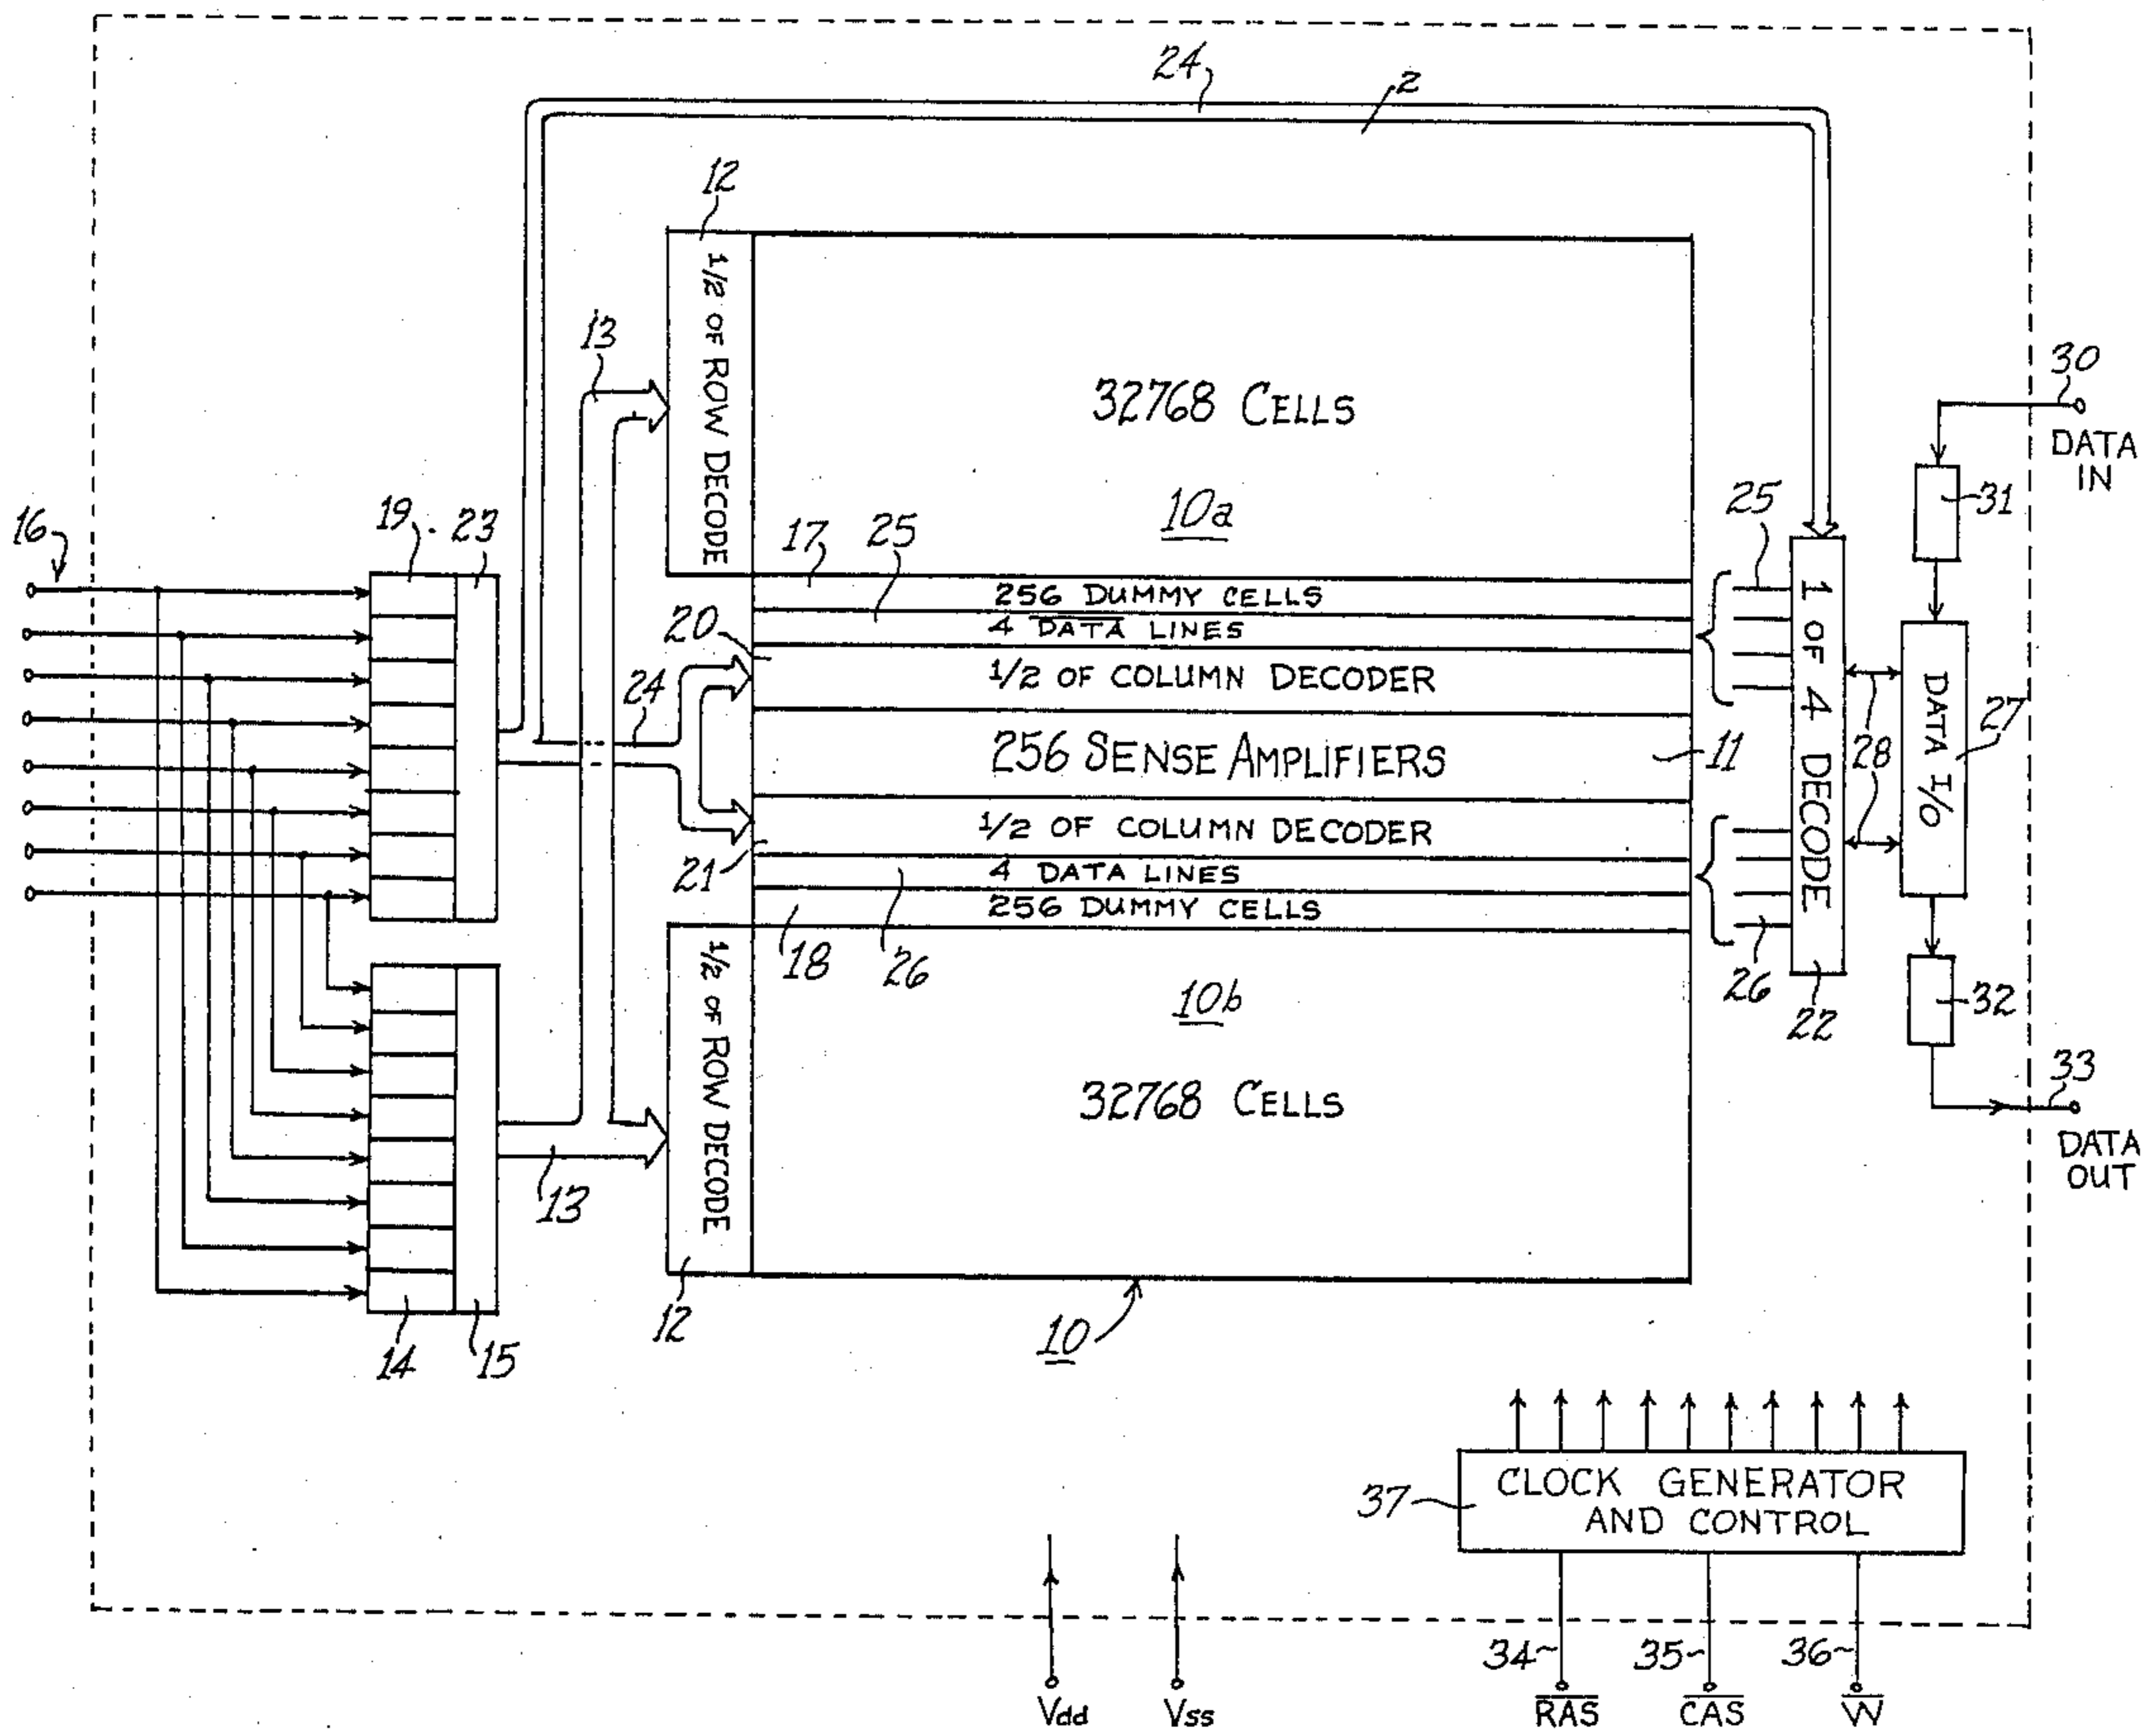 24
2
12
1/2 OF ROW DECODE
13
32768 CELLS
30
DATA
IN
10a
31
16
19
23
17
25
25
256 DUMMY CELLS
4 D̅A̅T̅A̅ LINES
20
1/2 OF COLUMN DECODER
24
1 OF 4 DECODE
DATA I/O
27
28
256 SENSE AMPLIFIERS
11
1/2 OF COLUMN DECODER
21
4 DATA LINES
256 DUMMY CELLS
18
26
26
22
32
10b
1/2 OF ROW DECODE
32768 CELLS
33
DATA
OUT
13
12
14
15
10
37
CLOCK GENERATOR
AND CONTROL
34
35
36
Vdd
Vss
R̅A̅S̅
C̅A̅S̅
W̅